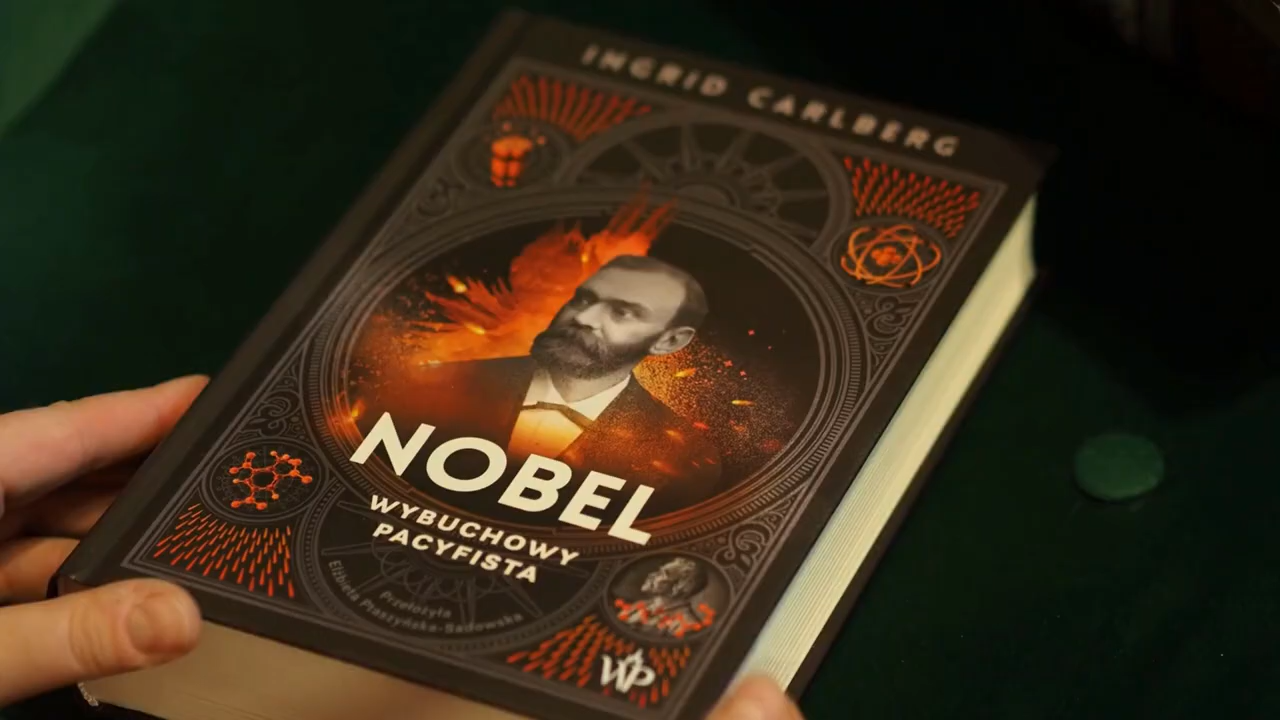 INGRID CARLBERG
NOBEL
WYBUCHOWY
PACYFISTA
Przełożyła
Elżbieta Ptaszyńska-Sadowska
WP